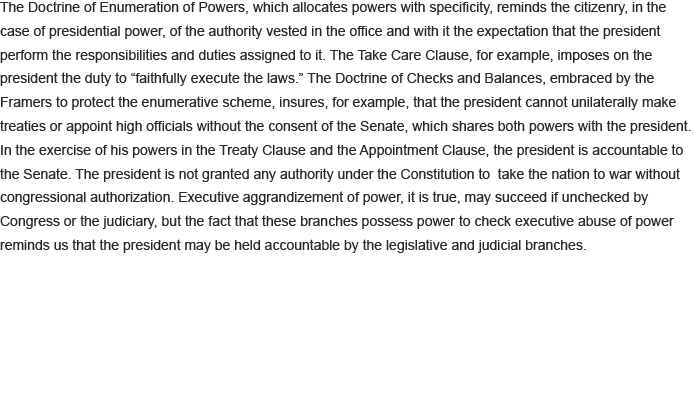 The Doctrine of Enumeration of Powers, which allocates powers with specificity, reminds the citizenry, in the
case of presidential power, of the authority vested in the office and with it the expectation that the president
perform the responsibilities and duties assigned to it. The Take Care Clause, for example, imposes on the
president the duty to “faithfully execute the laws.” The Doctrine of Checks and Balances, embraced by the
Framers to protect the enumerative scheme, insures, for example, that the president cannot unilaterally make
treaties or appoint high officials without the consent of the Senate, which shares both powers with the president.
In the exercise of his powers in the Treaty Clause and the Appointment Clause, the president is accountable to
the Senate. The president is not granted any authority under the Constitution to  take the nation to war without
congressional authorization. Executive aggrandizement of power, it is true, may succeed if unchecked by
Congress or the judiciary, but the fact that these branches possess power to check executive abuse of power
reminds us that the president may be held accountable by the legislative and judicial branches.